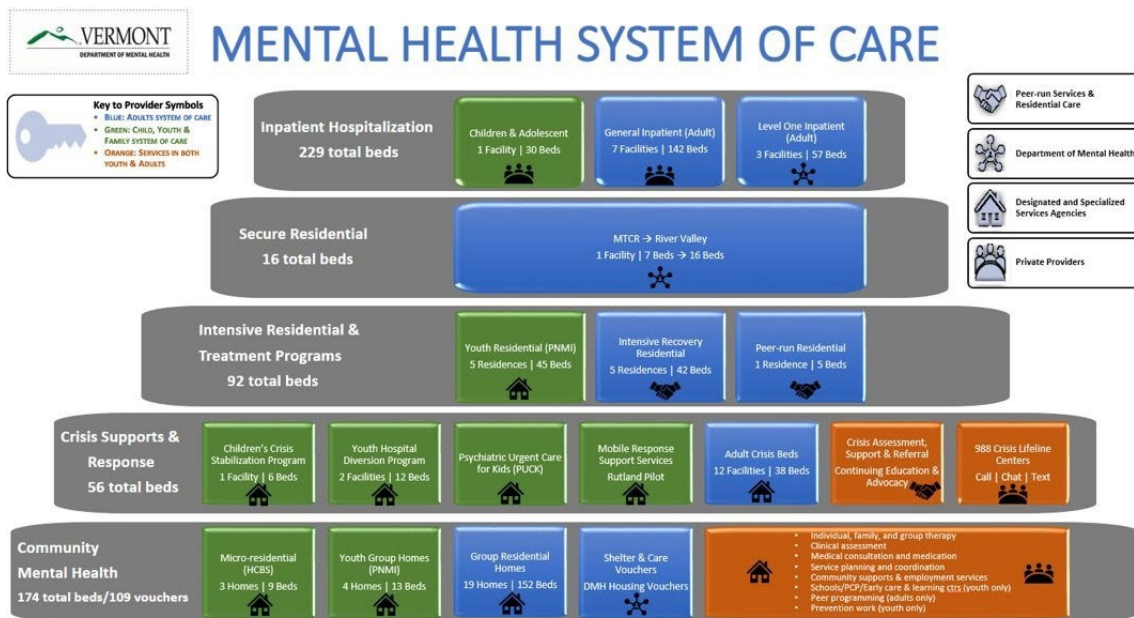 VERMONT
DEPARTMENT OF MENTAL HEALTH
MENTAL HEALTH SYSTEM OF CARE
Key to Provider Symbols
• BLUE: ADULTS SYSTEM OF CARE
• GREEN: CHILD, YOUTH &
FAMILY SYSTEM OF CARE
• ORANGE: SERVICES IN BOTH
YOUTH & ADULTS
Peer-run Services &
Residential Care
Department of Mental Health
Designated and Specialized
Services Agencies
Private Providers
Inpatient Hospitalization
229 total beds
Children & Adolescent
1 Facility | 30 Beds
General Inpatient (Adult)
7 Facilities | 142 Beds
Level One Inpatient
(Adult)
3 Facilities | 57 Beds
Secure Residential
16 total beds
MTCR → River Valley
1 Facility | 7 Beds → 16 Beds
Intensive Residential &
Treatment Programs
92 total beds
Youth Residential (PNMI)
5 Residences | 45 Beds
Intensive Recovery
Residential
5 Residences | 42 Beds
Peer-run Residential
1 Residence | 5 Beds
Crisis Supports &
Response
56 total beds
Children's Crisis
Stabilization Program
1 Facility | 6 Beds
Youth Hospital
Diversion Program
2 Facilities | 12 Beds
Psychiatric Urgent Care
for Kids (PUCK)
Mobile Response
Support Services
Rutland Pilot
Adult Crisis Beds
12 Facilities | 38 Beds
Crisis Assessment,
Support & Referral
Continuing Education &
Advocacy
988 Crisis Lifeline
Centers
Call | Chat | Text
Community
Mental Health
174 total beds/109 vouchers
Micro-residential
(HCBS)
3 Homes | 9 Beds
Youth Group Homes
(PNMI)
4 Homes | 13 Beds
Group Residential
Homes
19 Homes | 152 Beds
Shelter & Care
Vouchers
DMH Housing Vouchers
• Individual, family, and group therapy
• Clinical assessment
• Medical consultation and medication
• Service planning and coordination
• Community supports & employment services
• Schools/PCP/Early care & learning ctrs (youth only)
• Peer programming (adults only)
• Prevention work (youth only)